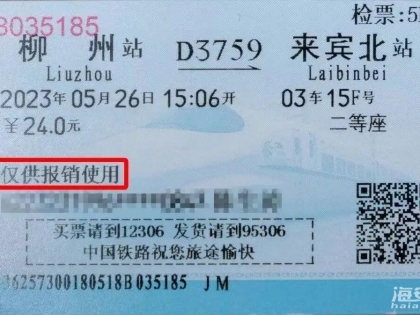 8035185
检票:5
柳州站 D3759 来宾北站
Liuzhou Laibinbei
2023年05月26日15:06开 03车15F号
￥24.0元 二等座
仅供报销使用
买票请到12306 发货请到95306
中国铁路祝您旅途愉快
36257300180518B035185 JM